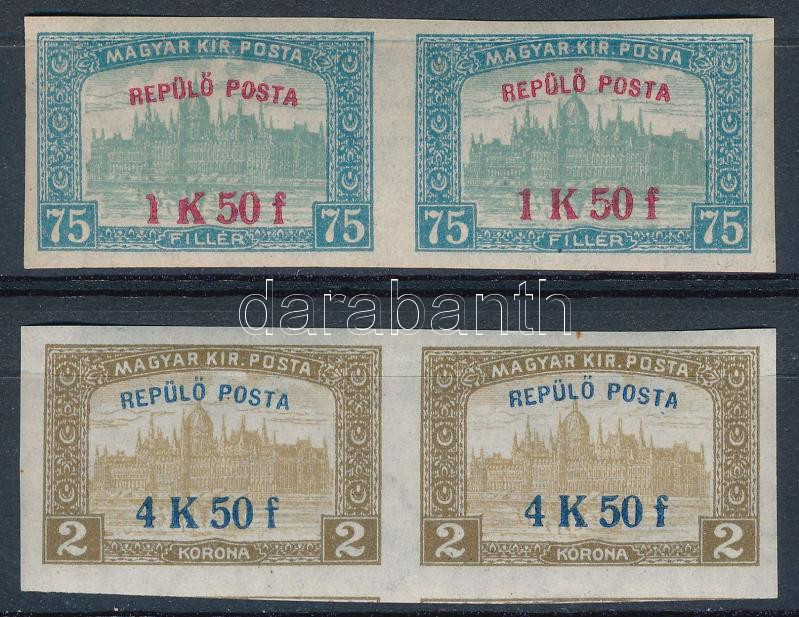 MAGYAR KIR. POSTA
REPÜLŐ POSTA
1 K 50 f
75 FILLÉR 75
MAGYAR KIR. POSTA
REPÜLŐ POSTA
1 K 50 f
75 FILLÉR 75
darabanth
MAGYAR KIR. POSTA
REPÜLŐ POSTA
4 K 50 f
2 KORONA 2
MAGYAR KIR. POSTA
REPÜLŐ POSTA
4 K 50 f
2 KORONA 2